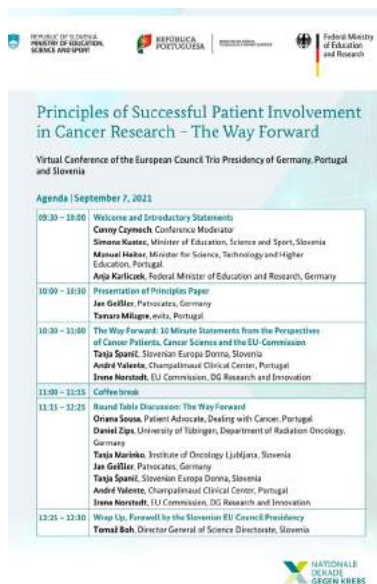 REPUBLIC OF SLOVENIA
MINISTRY OF EDUCATION,
SCIENCE AND SPORT
REPÚBLICA
PORTUGUESA
Federal Ministry
of Education
and Research
Principles of Successful Patient Involvement
in Cancer Research – The Way Forward
Virtual Conference of the European Council Trio Presidency of Germany, Portugal
and Slovenia
Agenda | September 7, 2021
09:30 – 10:00 Welcome and Introductory Statements
Conny Czymoch, Conference Moderator
Simona Kustec, Minister of Education, Science and Sport, Slovenia
Manuel Heitor, Minister for Science, Technology and Higher
Education, Portugal
Anja Karliczek, Federal Minister of Education and Research, Germany
10:00 – 10:30 Presentation of Principles Paper
Jan Geißler, Patvocates, Germany
Tamara Milagre, evita, Portugal
10:30 – 11:00 The Way Forward: 10 Minute Statements from the Perspectives
of Cancer Patients, Cancer Science and the EU-Commission
Tanja Španić, Slovenian Europa Donna, Slovenia
André Valente, Champalimaud Clinical Center, Portugal
Irene Norstedt, EU Commission, DG Research and Innovation
11:00 – 11:15 Coffee break
11:15 – 12:25 Round Table Discussion: The Way Forward
Oriana Sousa, Patient Advocate, Dealing with Cancer, Portugal
Daniel Zips, University of Tübingen, Department of Radiation Oncology,
Germany
Tanja Marinko, Institute of Oncology Ljubljana, Slovenia
Jan Geißler, Patvocates, Germany
Tanja Španić, Slovenian Europa Donna, Slovenia
André Valente, Champalimaud Clinical Center, Portugal
Irene Norstedt, EU Commission, DG Research and Innovation
12:25 – 12:30 Wrap Up, Farewell by the Slovenian EU Council Presidency
Tomaž Boh, Director General of Science Directorate, Slovenia
NATIONALE
DEKADE
GEGEN KREBS